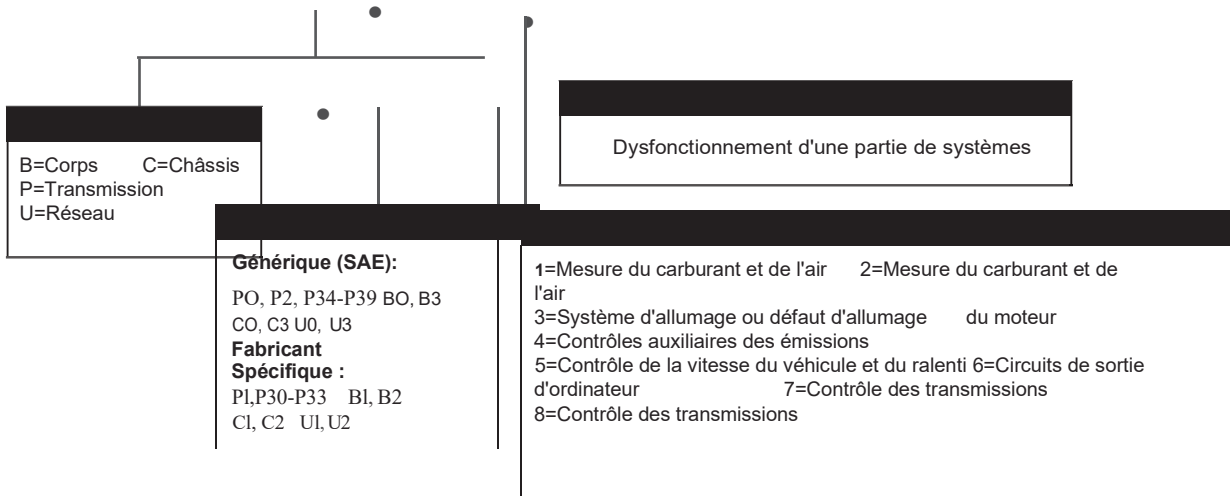 B=Corps C=Châssis
P=Transmission
U=Réseau
Dysfonctionnement d'une partie de systèmes
Générique (SAE):
PO, P2, P34-P39 BO, B3
CO, C3 U0, U3
Fabricant
Spécifique :
Pl,P30-P33 Bl, B2
Cl, C2 Ul, U2
1=Mesure du carburant et de l'air 2=Mesure du carburant et de
l'air
3=Système d'allumage ou défaut d'allumage du moteur
4=Contrôles auxiliaires des émissions
5=Contrôle de la vitesse du véhicule et du ralenti 6=Circuits de sortie
d'ordinateur 7=Contrôle des transmissions
8=Contrôle des transmissions